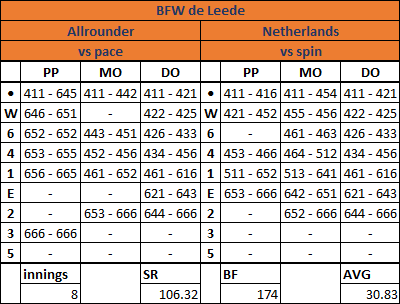 BFW de Leede
Allrounder Netherlands
vs pace vs spin
PP MO DO PP MO DO
• 411 - 645 411 - 442 411 - 421 • 411 - 416 411 - 454 411 - 421
W 646 - 651 - 422 - 425 W 421 - 452 455 - 456 422 - 425
6 652 - 652 443 - 451 426 - 433 6 - 461 - 463 426 - 433
4 653 - 655 452 - 456 434 - 456 4 453 - 466 464 - 512 434 - 456
1 656 - 665 461 - 652 461 - 616 1 511 - 652 513 - 641 461 - 616
E - - 621 - 643 E 653 - 666 642 - 651 621 - 643
2 - 653 - 666 644 - 666 2 - 652 - 666 644 - 666
3 666 - 666 - - 3 - - -
5 - - - 5 - - -
innings SR BF AVG
8 106.32 174 30.83